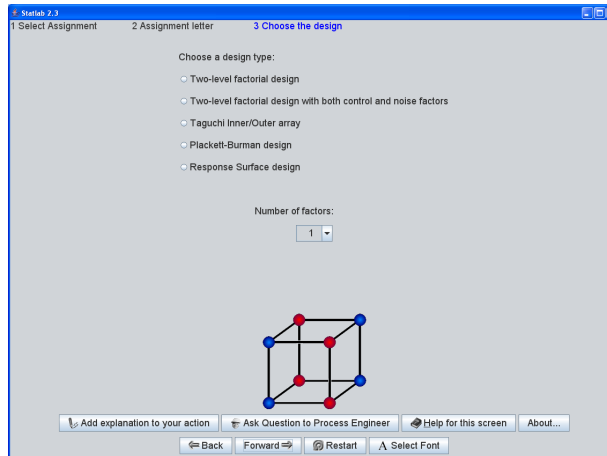 Statlab 2.3
1 Select Assignment 2 Assignment letter 3 Choose the design
Choose a design type:
Two-level factorial design
Two-level factorial design with both control and noise factors
Taguchi Inner/Outer array
Plackett-Burman design
Response Surface design
Number of factors:
1
Add explanation to your action Ask Question to Process Engineer Help for this screen About...
Back Forward Restart A Select Font